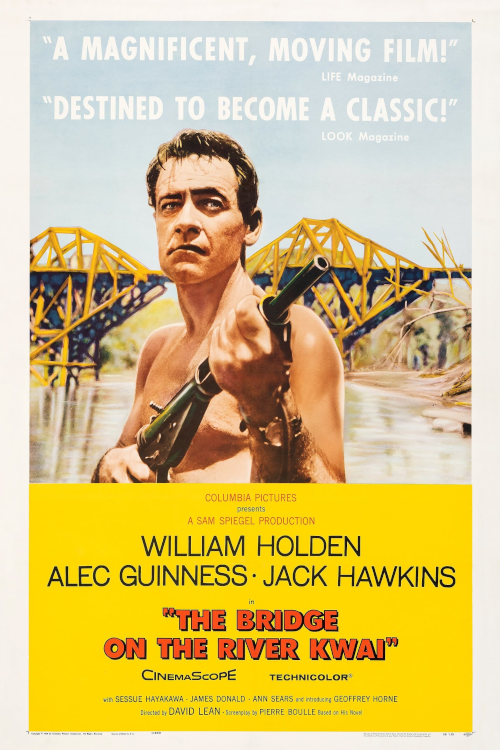 "A MAGNIFICENT, MOVING FILM!"
LIFE Magazine
"DESTINED TO BECOME A CLASSIC!"
LOOK Magazine
COLUMBIA PICTURES
presents
A SAM SPIEGEL PRODUCTION
WILLIAM HOLDEN
ALEC GUINNESS · JACK HAWKINS
in
"THE BRIDGE
ON THE RIVER KWAI"
CINEMASCOPE TECHNICOLOR®
with SESSUE HAYAKAWA · JAMES DONALD · ANN SEARS and introducing GEOFFREY HORNE
Directed by DAVID LEAN · Screenplay by PIERRE BOULLE Based on His Novel